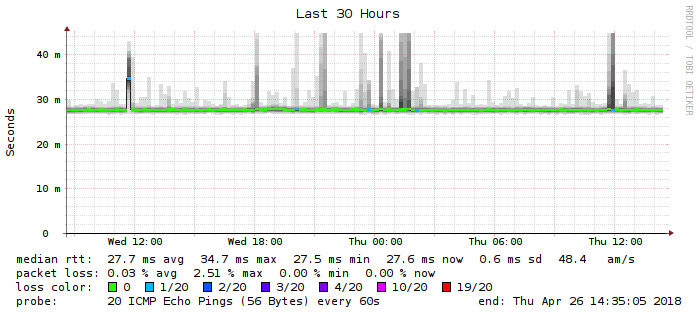 Last 30 Hours
RRDTOOL / TOBI OETIKER
Seconds
40 m
30 m
20 m
10 m
0
Wed 12:00 Wed 18:00 Thu 00:00 Thu 06:00 Thu 12:00
median rtt: 27.7 ms avg 34.7 ms max 27.5 ms min 27.6 ms now 0.6 ms sd 48.4 am/s
packet loss: 0.03 % avg 2.51 % max 0.00 % min 0.00 % now
loss color: 0 1/20 2/20 3/20 4/20 10/20 19/20
probe: 20 ICMP Echo Pings (56 Bytes) every 60s end: Thu Apr 26 14:35:05 2018